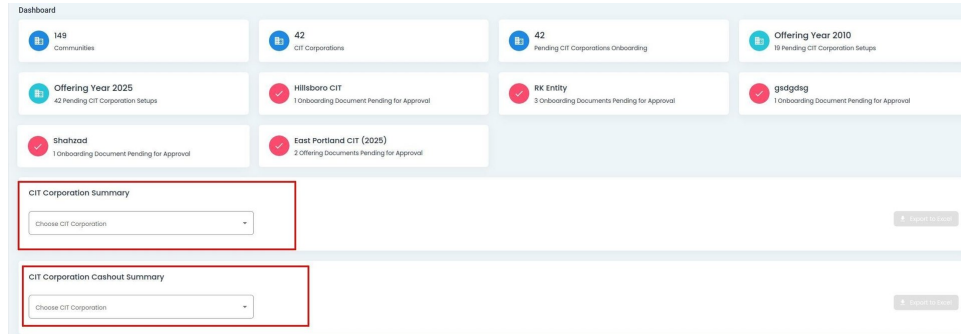 Dashboard
149
Communities
42
CIT Corporations
42
Pending CIT Corporations Onboarding
Offering Year 2010
19 Pending CIT Corporation Setups
Offering Year 2025
42 Pending CIT Corporation Setups
Hillsboro CIT
1 Onboarding Document Pending for Approval
RK Entity
3 Onboarding Documents Pending for Approval
gsdgdsg
1 Onboarding Document Pending for Approval
Shahzad
1 Onboarding Document Pending for Approval
East Portland CIT (2025)
2 Offering Documents Pending for Approval
CIT Corporation Summary
Choose CIT Corporation
Export to Excel
CIT Corporation Cashout Summary
Choose CIT Corporation
Export to Excel